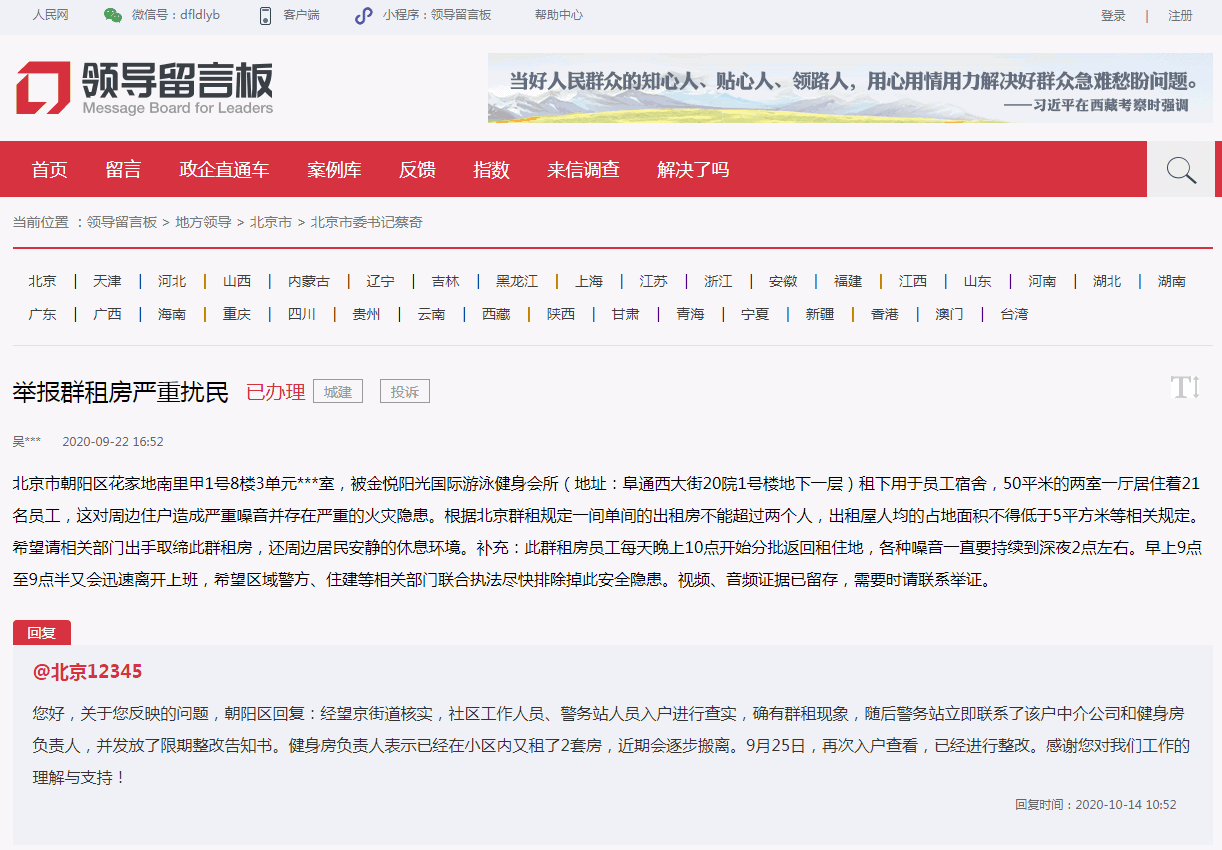 人民网 微信号：dfldlyb 客户端 小程序：领导留言板 帮助中心 登录 | 注册
领导留言板
Message Board for Leaders
当好人民群众的知心人、贴心人、领路人，用心用情用力解决好群众急难愁盼问题。
——习近平在西藏考察时强调
首页 留言 政企直通车 案例库 反馈 指数 来信调查 解决了吗
当前位置 ：领导留言板 > 地方领导 > 北京市 > 北京市委书记蔡奇
北京 | 天津 | 河北 | 山西 | 内蒙古 | 辽宁 | 吉林 | 黑龙江 | 上海 | 江苏 | 浙江 | 安徽 | 福建 | 江西 | 山东 | 河南 | 湖北 | 湖南
广东 | 广西 | 海南 | 重庆 | 四川 | 贵州 | 云南 | 西藏 | 陕西 | 甘肃 | 青海 | 宁夏 | 新疆 | 香港 | 澳门 | 台湾
举报群租房严重扰民 已办理 城建 投诉
吴*** 2020-09-22 16:52
北京市朝阳区花家地南里甲1号8楼3单元***室，被金悦阳光国际游泳健身会所（地址：阜通西大街20院1号楼地下一层）租下用于员工宿舍，50平米的两室一厅居住着21
名员工，这对周边住户造成严重噪音并存在严重的火灾隐患。根据北京群租规定一间单间的出租房不能超过两个人，出租屋人均的占地面积不得低于5平方米等相关规定。
希望请相关部门出手取缔此群租房，还周边居民安静的休息环境。补充：此群租房员工每天晚上10点开始分批返回租住地，各种噪音一直要持续到深夜2点左右。早上9点
至9点半又会迅速离开上班，希望区域警方、住建等相关部门联合执法尽快排除掉此安全隐患。视频、音频证据已留存，需要时请联系举证。
回复
@北京12345
您好，关于您反映的问题，朝阳区回复：经望京街道核实，社区工作人员、警务站人员入户进行查实，确有群租现象，随后警务站立即联系了该户中介公司和健身房
负责人，并发放了限期整改告知书。健身房负责人表示已经在小区内又租了2套房，近期会逐步搬离。9月25日，再次入户查看，已经进行整改。感谢您对我们工作的
理解与支持！
回复时间：2020-10-14 10:52